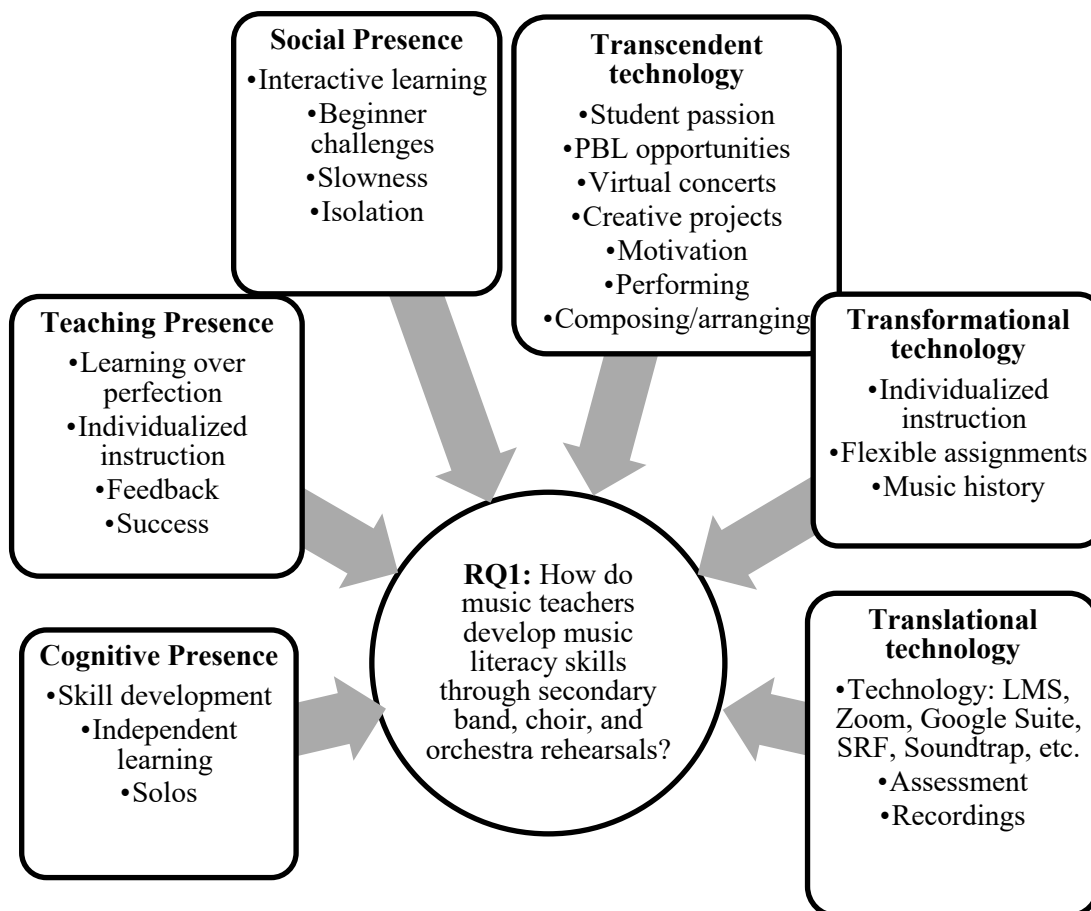 Social Presence
•Interactive learning
•Beginner
challenges
•Slowness
•Isolation
Transcendent
technology
•Student passion
•PBL opportunities
•Virtual concerts
•Creative projects
•Motivation
•Performing
•Composing/arranging
Teaching Presence
•Learning over
perfection
•Individualized
instruction
•Feedback
•Success
Transformational
technology
•Individualized
instruction
•Flexible assignments
•Music history
RQ1: How do
music teachers
develop music
literacy skills
through secondary
band, choir, and
orchestra rehearsals?
Cognitive Presence
•Skill development
•Independent
learning
•Solos
Translational
technology
•Technology: LMS,
Zoom, Google Suite,
SRF, Soundtrap, etc.
•Assessment
•Recordings